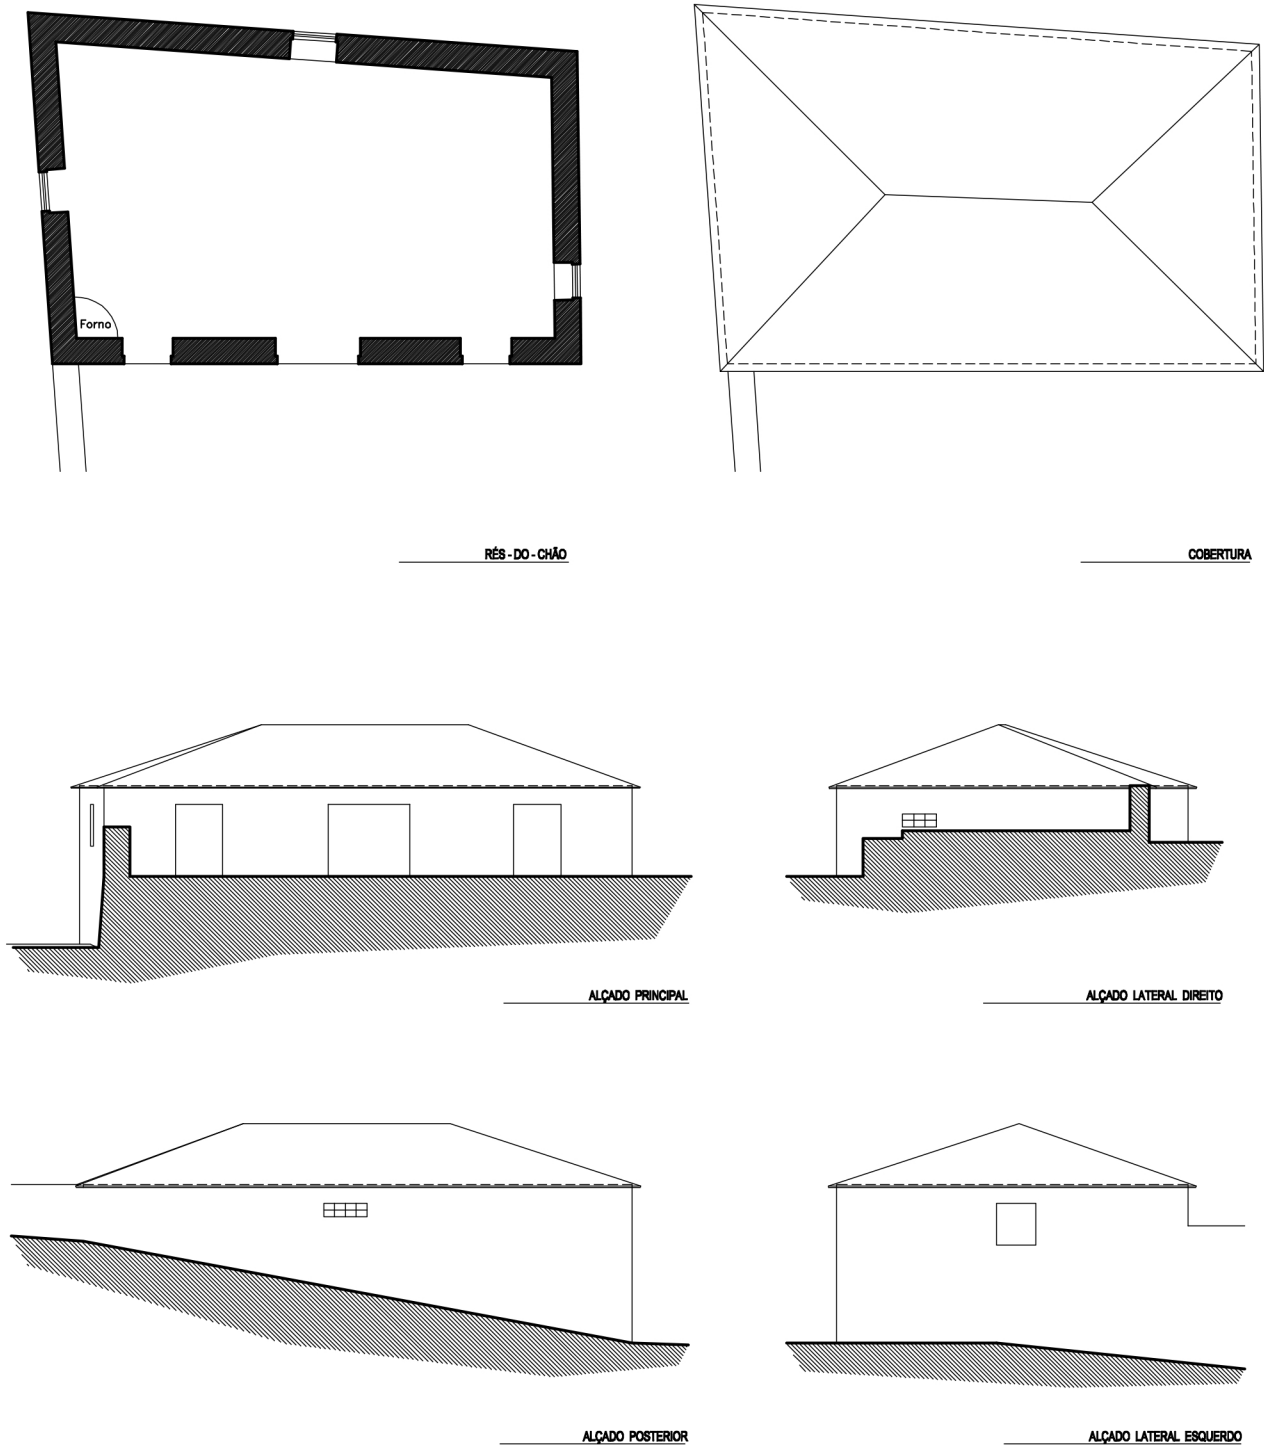 Forno
RÉS - DO - CHÃO
COBERTURA
ALÇADO PRINCIPAL
ALÇADO LATERAL DIREITO
ALÇADO POSTERIOR
ALÇADO LATERAL ESQUERDO